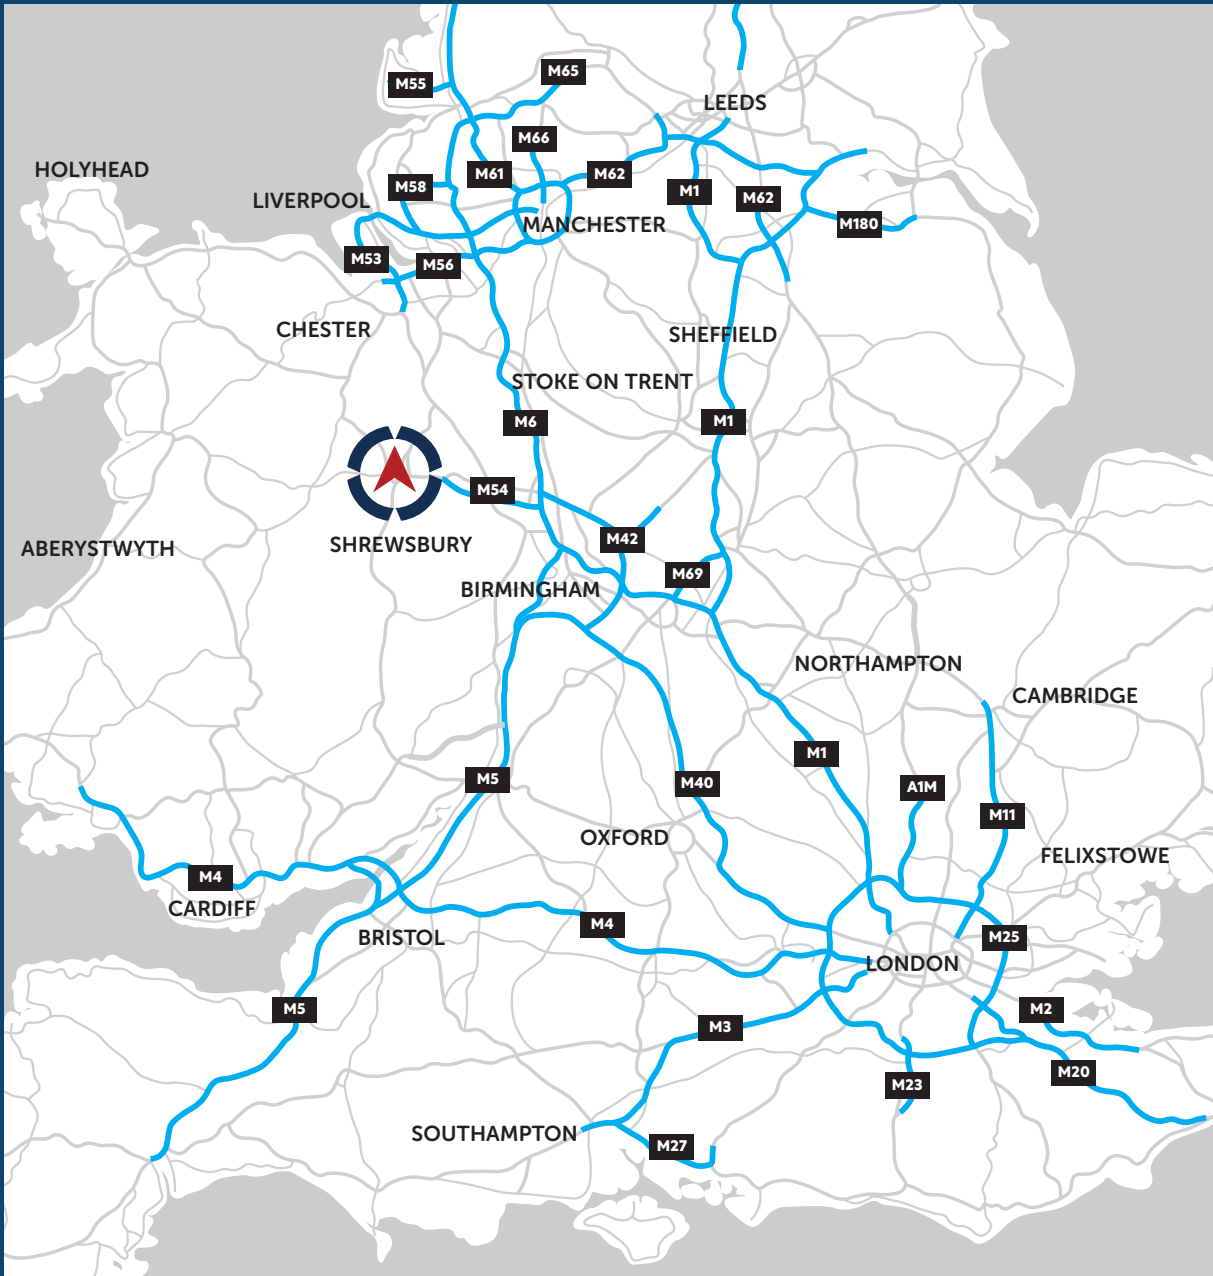 M65
M55
LEEDS
M66
HOLYHEAD
M61
M62
M58
M1
M62
LIVERPOOL
MANCHESTER
M180
M53
M56
CHESTER
SHEFFIELD
STOKE ON TRENT
M6
M1
M54
M42
SHREWSBURY
ABERYSTWYTH
M69
BIRMINGHAM
NORTHAMPTON
CAMBRIDGE
M1
M5
M40
A1M
M11
OXFORD
FELIXSTOWE
M4
CARDIFF
M4
BRISTOL
M25
LONDON
M5
M2
M3
M20
M23
SOUTHAMPTON
M27